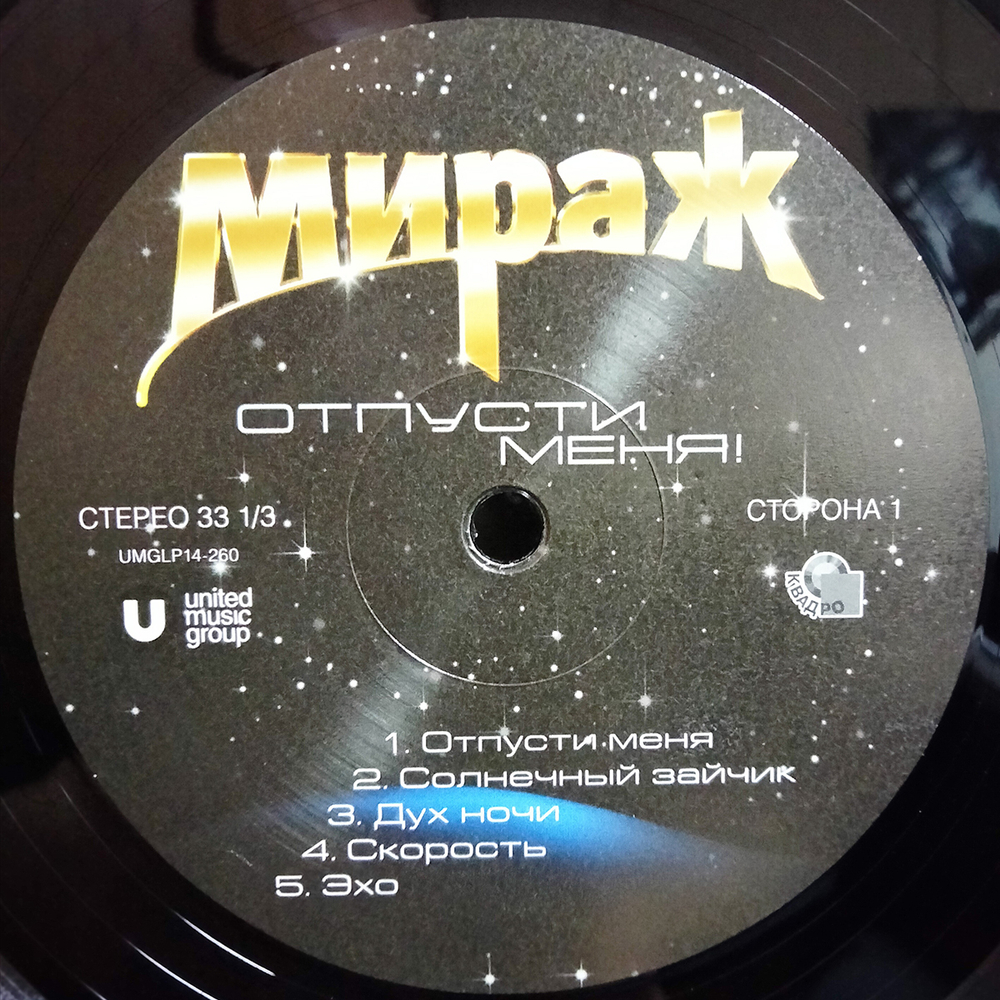 Мираж
ОТПУСТИ
МЕНЯ!
СТЕРЕО 33 1/3
СТОРОНА 1
UMGLP14-260
U
united
music
group
КВАДРО
1. Отпусти меня
2. Солнечный зайчик
3. Дух ночи
4. Скорость
5. Эхо